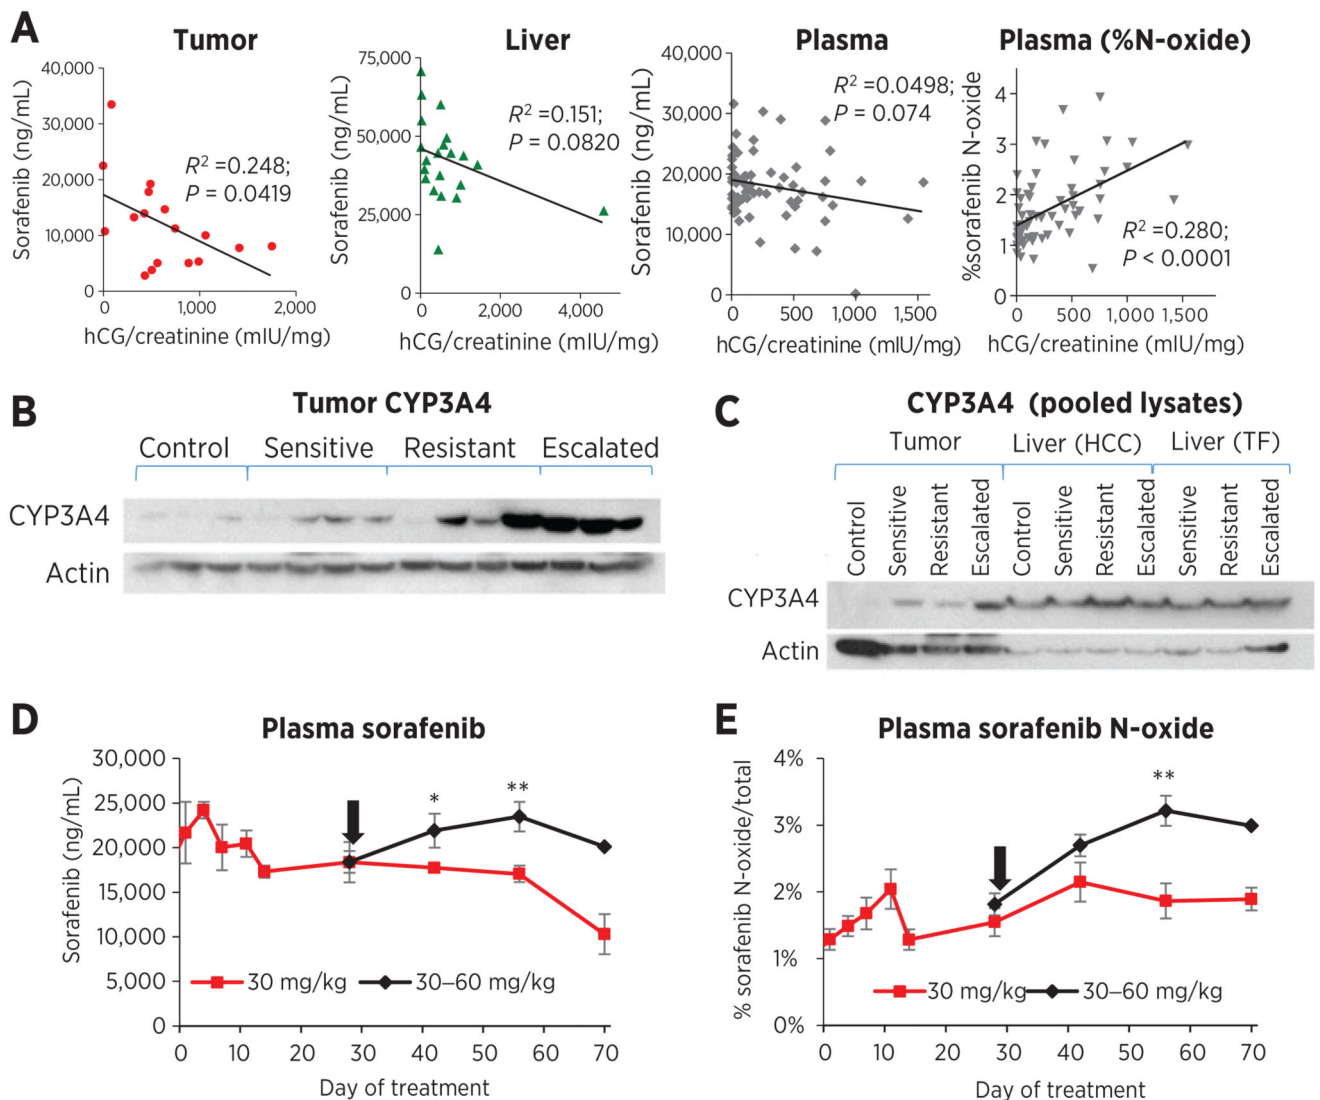 A
Tumor
Sorafenib (ng/mL)
40,000
30,000
20,000
10,000
0
R² =0.248;
P = 0.0419
0
1,000
2,000
hCG/creatinine (mIU/mg)
Liver
Sorafenib (ng/mL)
75,000
50,000
25,000
0
R² =0.151;
P = 0.0820
0
2,000
4,000
hCG/creatinine (mIU/mg)
Plasma
Sorafenib (ng/mL)
40,000
30,000
20,000
10,000
0
R² =0.0498;
P = 0.074
0
500
1,000
1,500
hCG/creatinine (mIU/mg)
Plasma (%N-oxide)
%sorafenib N-oxide
4
3
2
1
0
R² =0.280;
P < 0.0001
0
500
1,000
1,500
hCG/creatinine (mIU/mg)
B
Tumor CYP3A4
Control
Sensitive
Resistant
Escalated
CYP3A4
Actin
C
CYP3A4 (pooled lysates)
Tumor
Liver (HCC)
Liver (TF)
Control
Sensitive
Resistant
Escalated
Control
Sensitive
Resistant
Escalated
Sensitive
Resistant
Escalated
CYP3A4
Actin
D
Plasma sorafenib
Sorafenib (ng/mL)
30,000
25,000
20,000
15,000
10,000
5,000
0
*
**
30 mg/kg
30–60 mg/kg
0
10
20
30
40
50
60
70
Day of treatment
E
Plasma sorafenib N-oxide
% sorafenib N-oxide/total
4%
3%
2%
1%
0%
**
30 mg/kg
30–60 mg/kg
0
10
20
30
40
50
60
70
Day of treatment